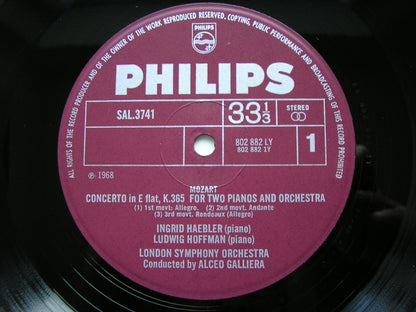 ALL RIGHTS OF THE RECORD PRODUCER AND OF THE OWNER OF THE WORK REPRODUCED RESERVED. COPYING, PUBLIC PERFORMANCE AND BROADCASTING OF THIS RECORD PROHIBITED
PHILIPS
PHILIPS
SAL.3741
33 1/3
STEREO
802 882 LY
802 882 1Y
1
℗ 1968
MOZART
CONCERTO in E flat, K.365 FOR TWO PIANOS AND ORCHESTRA
(1) 1st movt: Allegro. (2) 2nd movt. Andante
(3) 3rd movt. Rondeaux (Allegro)
INGRID HAEBLER (piano)
LUDWIG HOFFMAN (piano)
LONDON SYMPHONY ORCHESTRA
Conducted by ALCEO GALLIERA